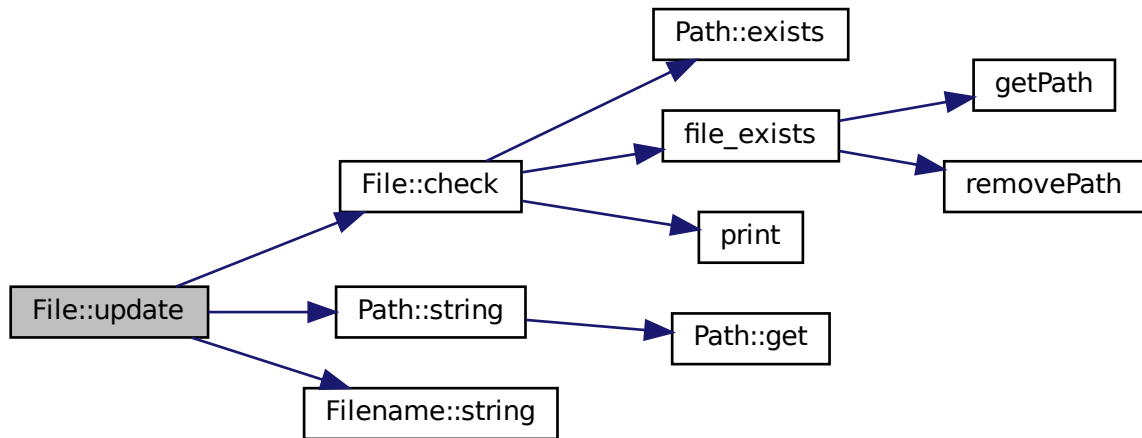 Path::exists
getPath
file_exists
File::check
removePath
print
File::update
Path::string
Path::get
Filename::string